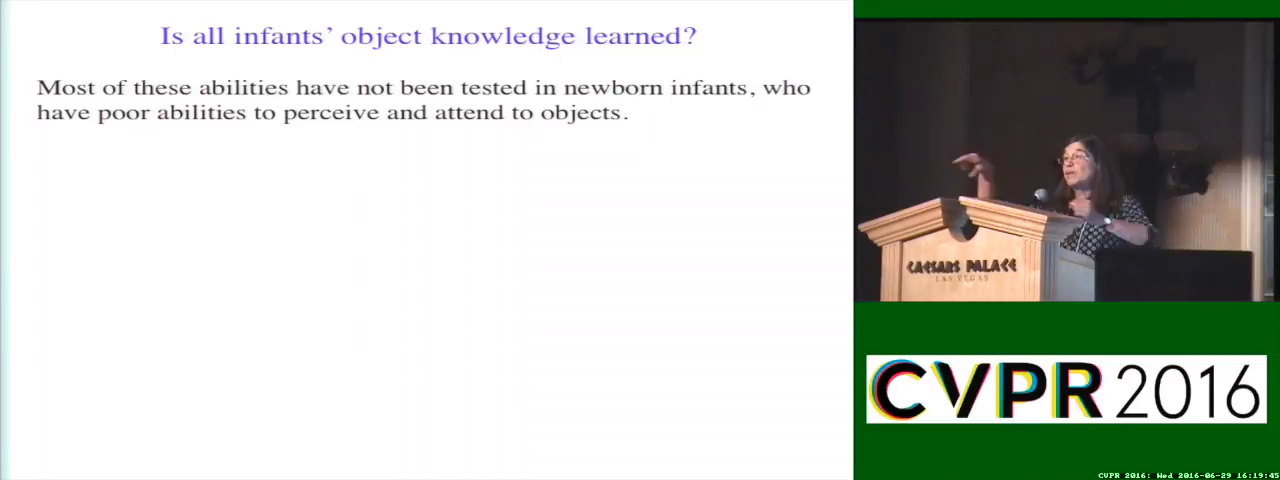 Is all infants' object knowledge learned?
Most of these abilities have not been tested in newborn infants, who
have poor abilities to perceive and attend to objects.
CAESARS PALACE
LAS VEGAS
CVPR 2016
CVPR 2016: Wed 2016-06-29 16:19:45